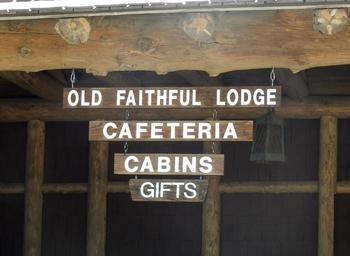 OLD FAITHFUL LODGE
CAFETERIA
CABINS
GIFTS